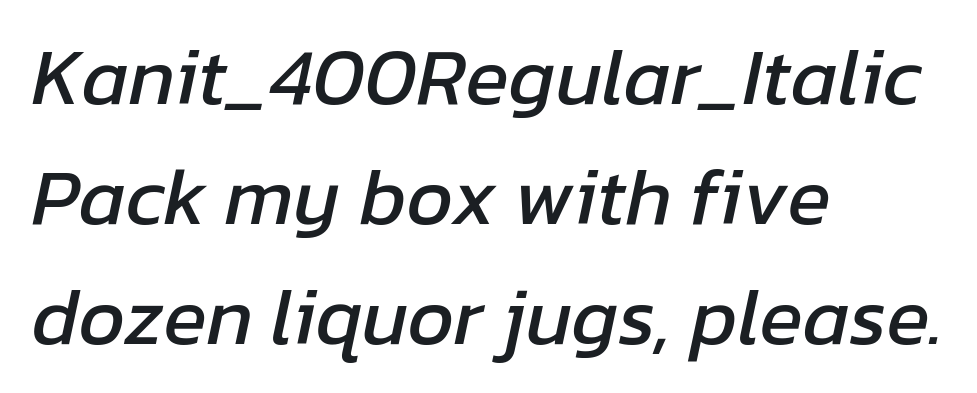 Kanit_400Regular_Italic
Pack my box with five
dozen liquor jugs, please.